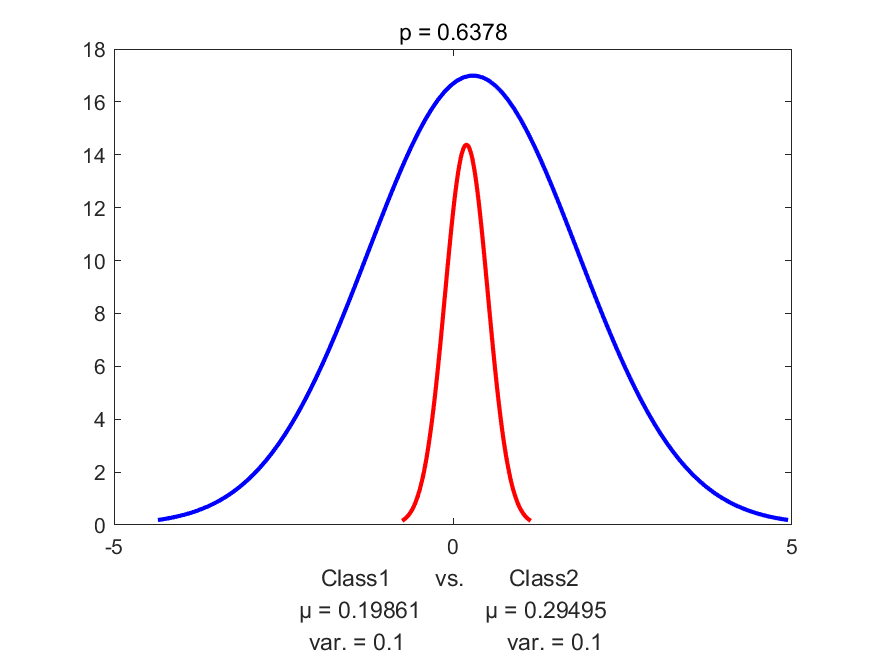 p = 0.6378
18
16
14
12
10
8
6
4
2
0
-5 0 5
Class1 vs. Class2
μ = 0.19861 μ = 0.29495
var. = 0.1 var. = 0.1